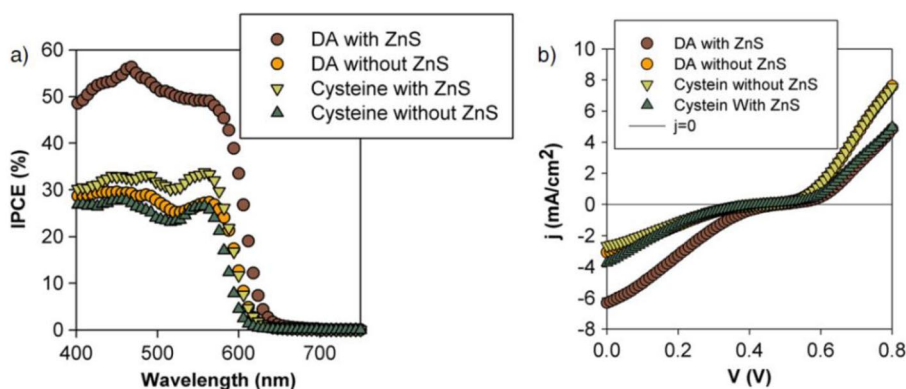 a)
DA with ZnS
DA without ZnS
Cysteine with ZnS
Cysteine without ZnS
IPCE (%)
60
50
40
30
20
10
0
400 500 600 700
Wavelength (nm)
b)
DA with ZnS
DA without ZnS
Cystein without ZnS
Cystein With ZnS
j=0
j (mA/cm²)
10
8
6
4
2
0
-2
-4
-6
-8
0.0 0.2 0.4 0.6 0.8
V (V)